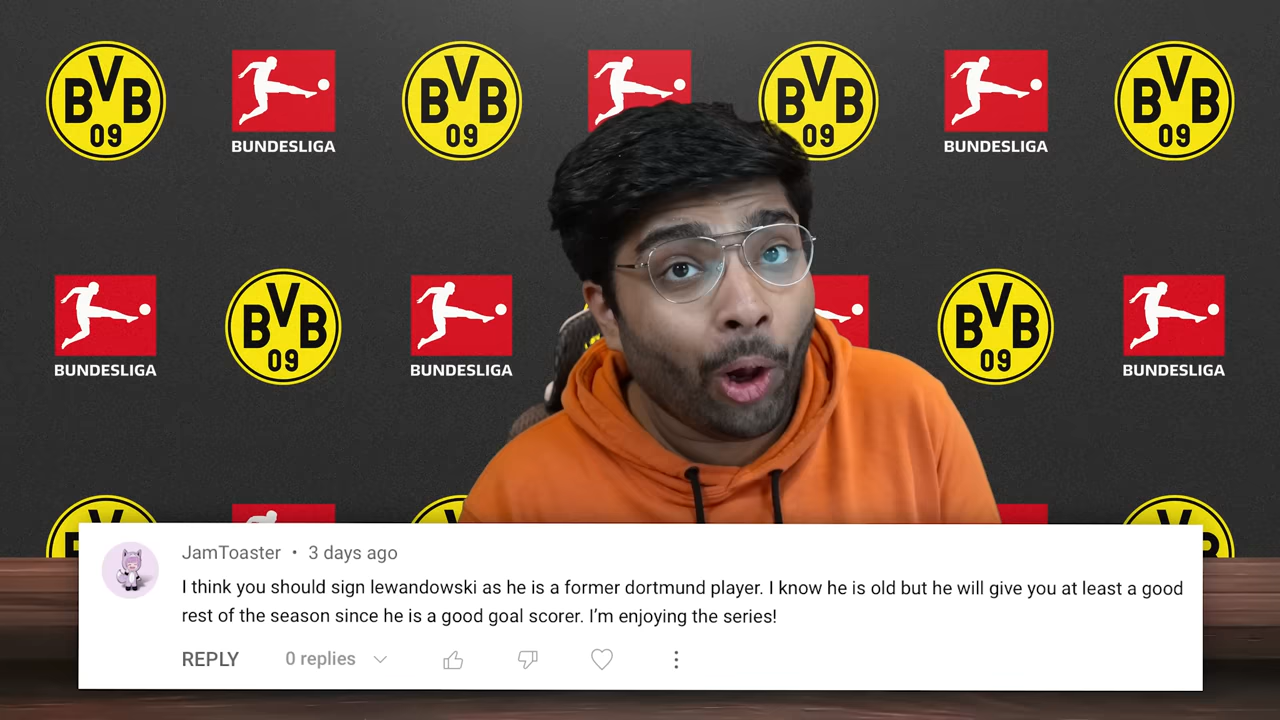 BVB 09
BUNDESLIGA
BVB 09
BVB 09
BUNDESLIGA
BVB 09
BUNDESLIGA
BVB 09
BUNDESLIGA
BVB 09
BUNDESLIGA
JamToaster • 3 days ago
I think you should sign lewandowski as he is a former dortmund player. I know he is old but he will give you at least a good
rest of the season since he is a good goal scorer. I’m enjoying the series!
REPLY 0 replies